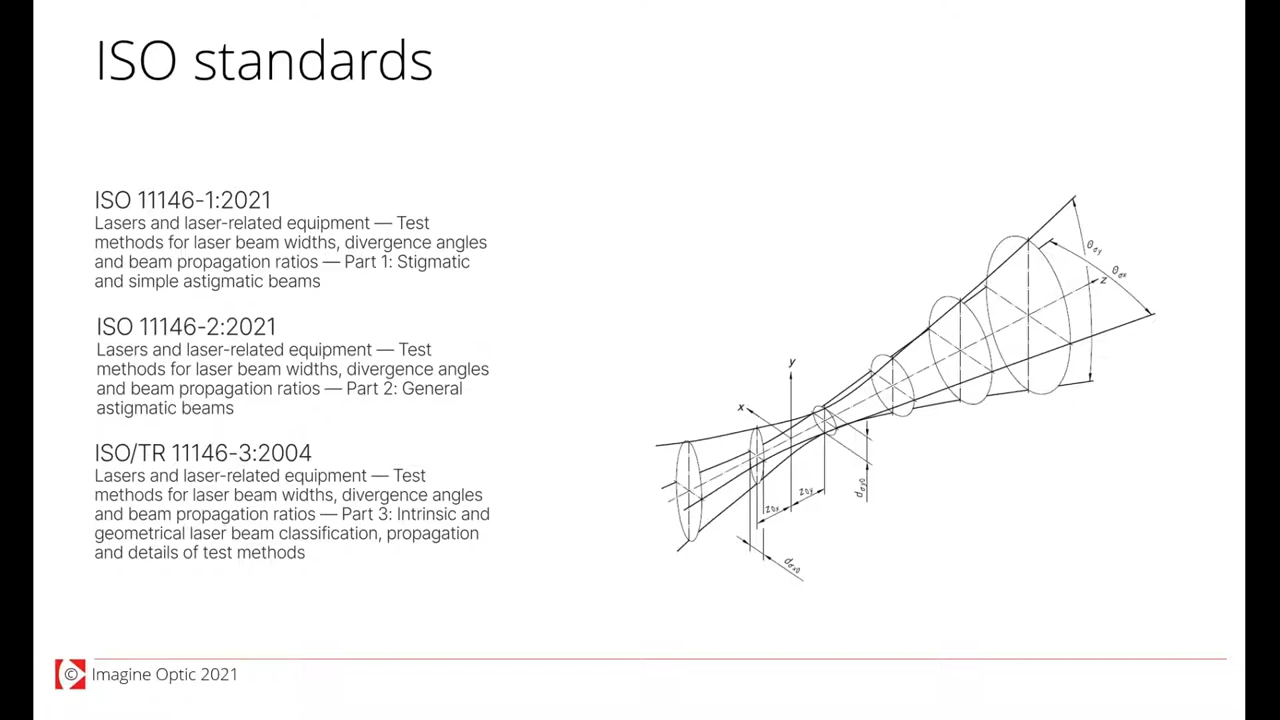 ISO standards
ISO 11146-1:2021
Lasers and laser-related equipment — Test
methods for laser beam widths, divergence angles
and beam propagation ratios — Part 1: Stigmatic
and simple astigmatic beams
ISO 11146-2:2021
Lasers and laser-related equipment — Test
methods for laser beam widths, divergence angles
and beam propagation ratios — Part 2: General
astigmatic beams
ISO/TR 11146-3:2004
Lasers and laser-related equipment — Test
methods for laser beam widths, divergence angles
and beam propagation ratios — Part 3: Intrinsic and
geometrical laser beam classification, propagation
and details of test methods
θσy
θσx
z
y
x
dσy0
dσx0
© Imagine Optic 2021